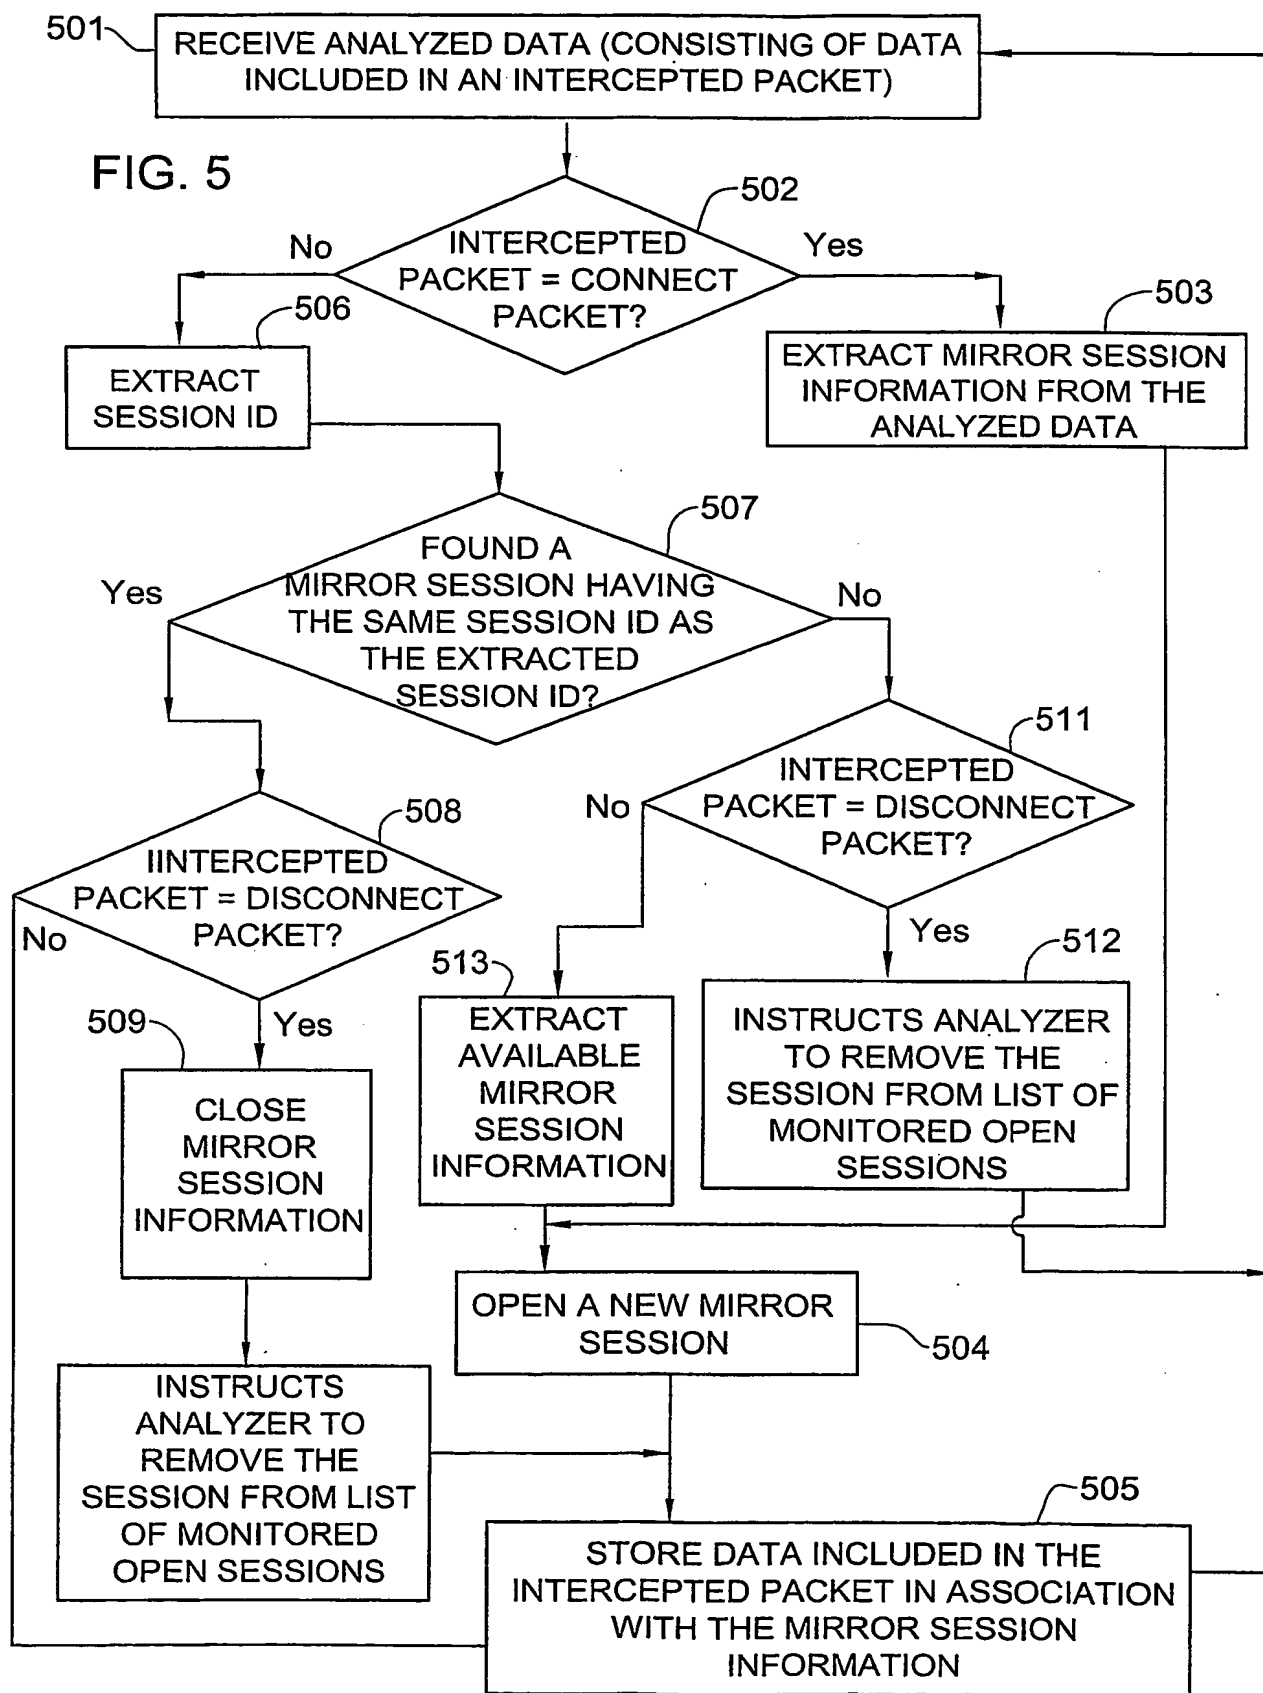 501
RECEIVE ANALYZED DATA (CONSISTING OF DATA
INCLUDED IN AN INTERCEPTED PACKET)
FIG. 5
502
INTERCEPTED
PACKET = CONNECT
PACKET?
No
Yes
506
EXTRACT
SESSION ID
503
EXTRACT MIRROR SESSION
INFORMATION FROM THE
ANALYZED DATA
507
FOUND A
MIRROR SESSION HAVING
THE SAME SESSION ID AS
THE EXTRACTED
SESSION ID?
Yes
No
511
INTERCEPTED
PACKET = DISCONNECT
PACKET?
No
Yes
508
IINTERCEPTED
PACKET = DISCONNECT
PACKET?
No
Yes
509
CLOSE
MIRROR
SESSION
INFORMATION
513
EXTRACT
AVAILABLE
MIRROR
SESSION
INFORMATION
512
INSTRUCTS ANALYZER
TO REMOVE THE
SESSION FROM LIST OF
MONITORED OPEN
SESSIONS
OPEN A NEW MIRROR
SESSION
504
INSTRUCTS
ANALYZER TO
REMOVE THE
SESSION FROM LIST
OF MONITORED
OPEN SESSIONS
505
STORE DATA INCLUDED IN THE
INTERCEPTED PACKET IN ASSOCIATION
WITH THE MIRROR SESSION
INFORMATION